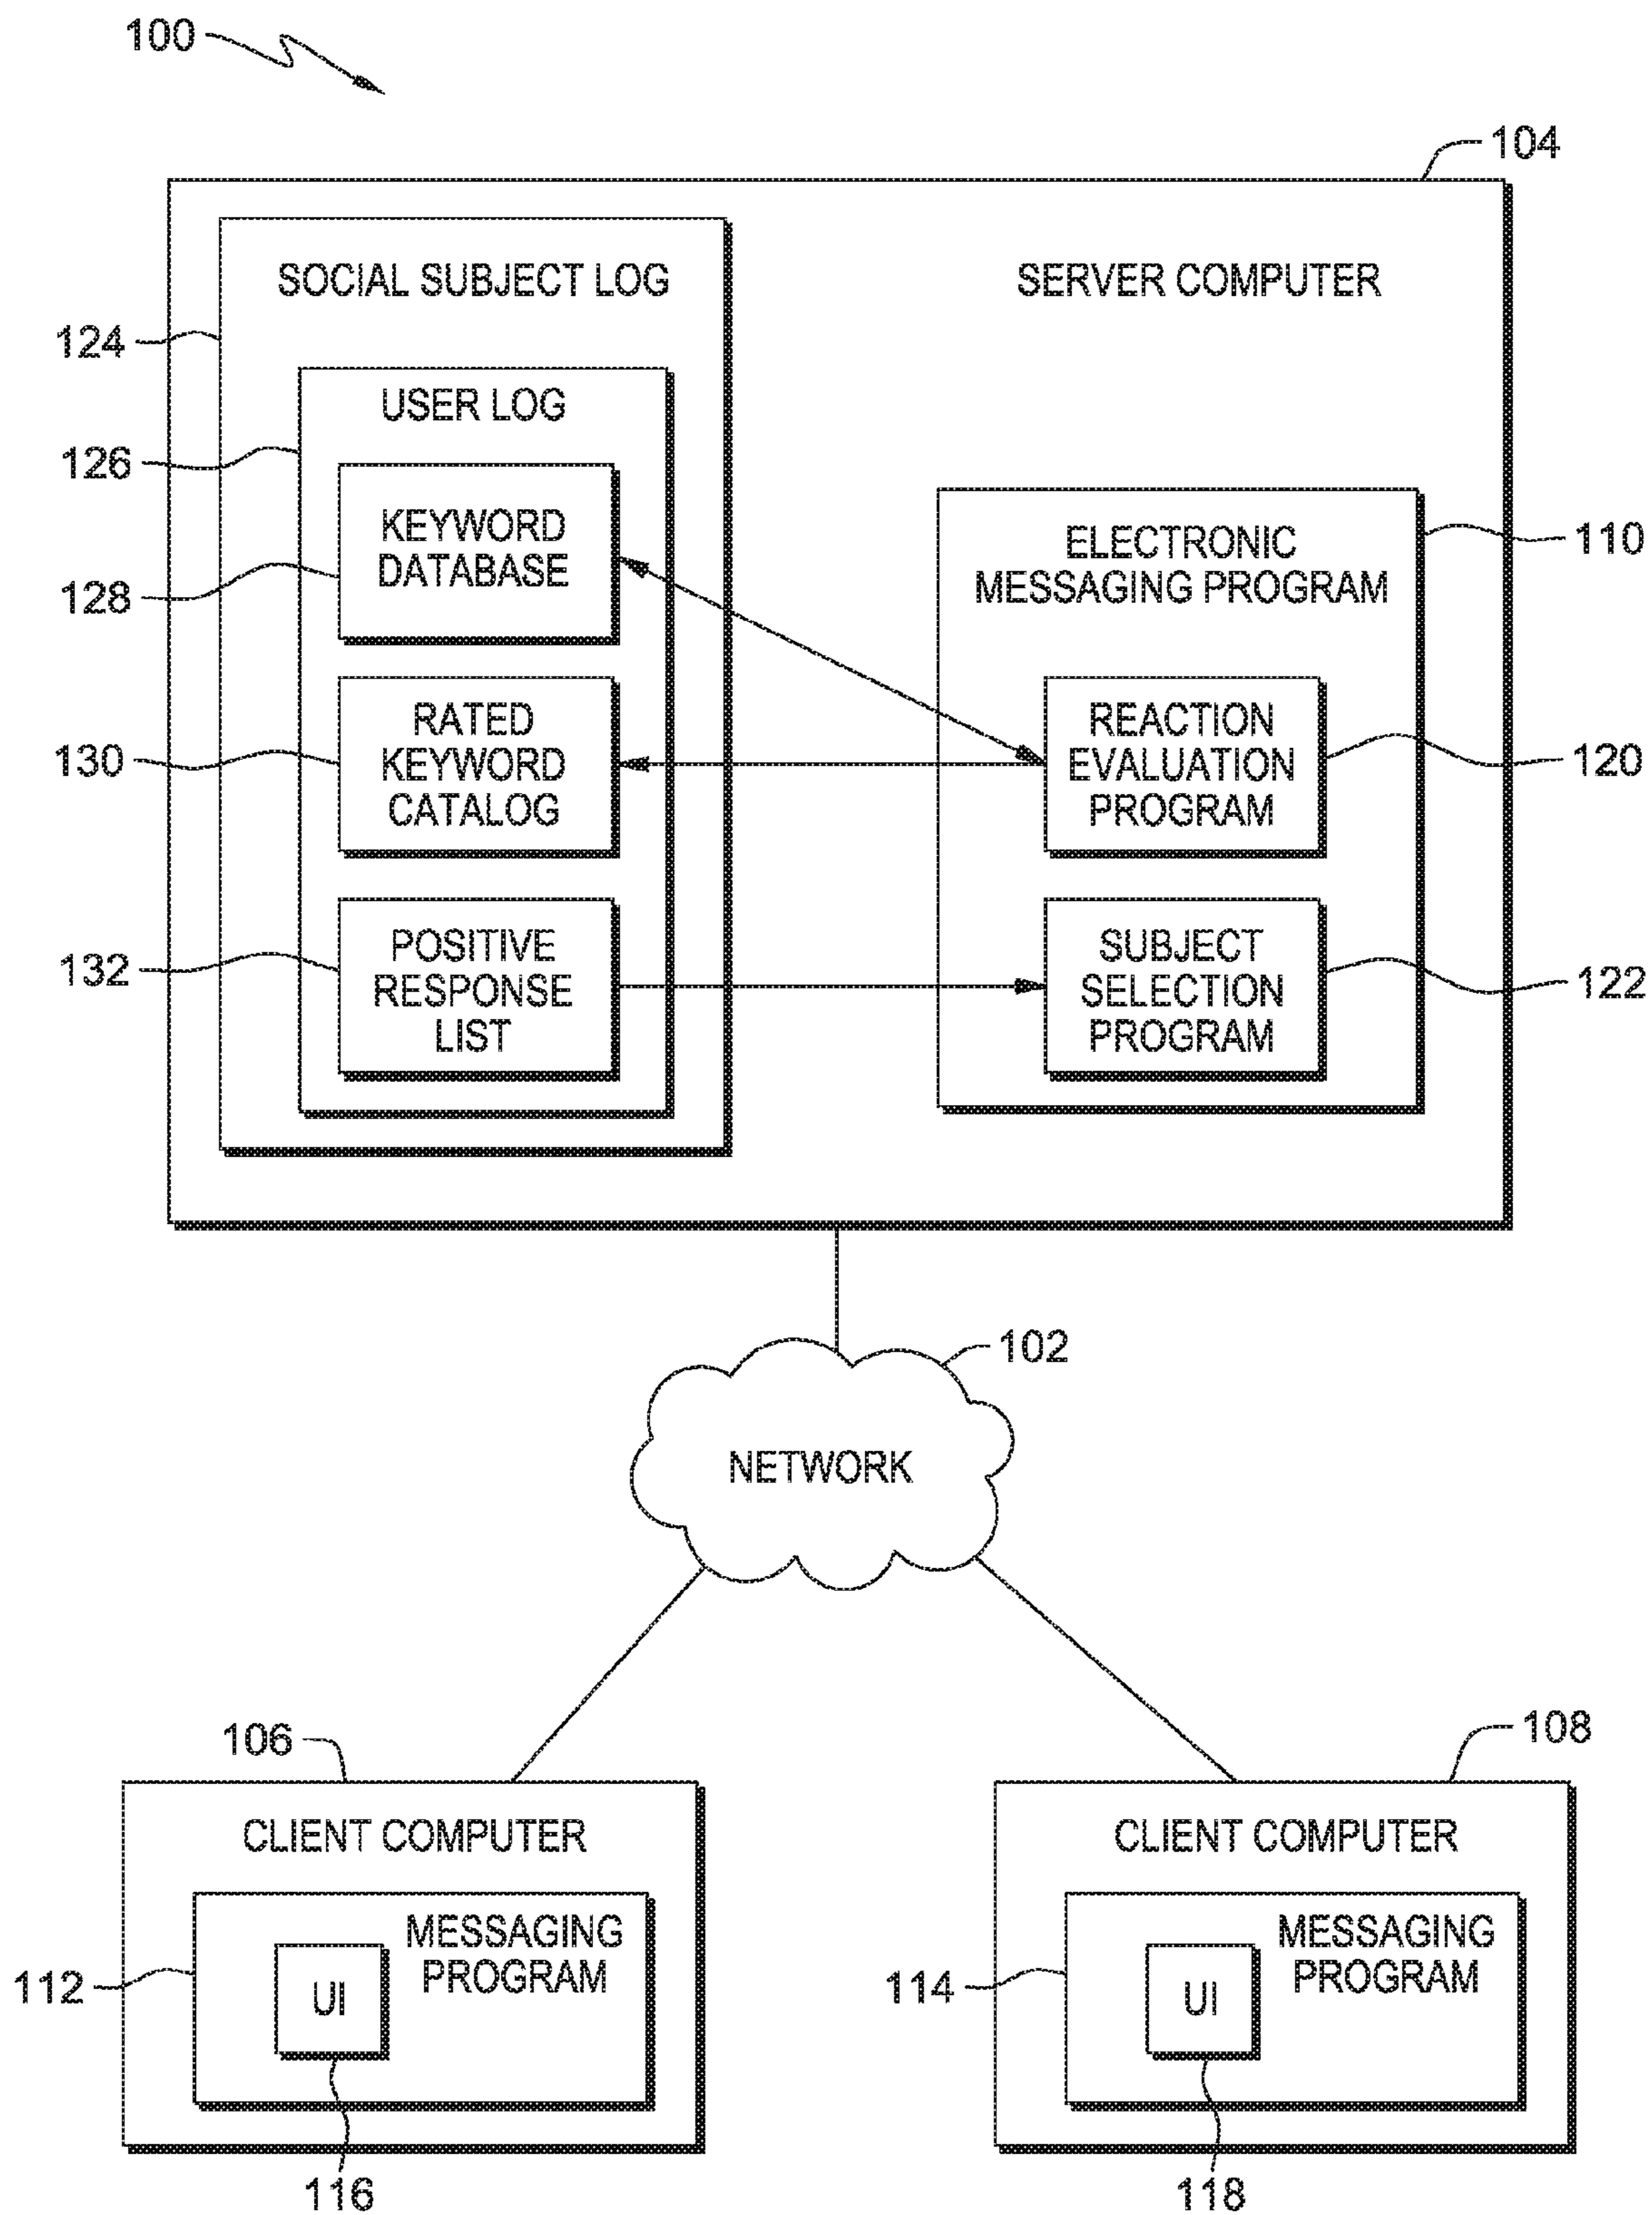 100
104
SOCIAL SUBJECT LOG
SERVER COMPUTER
124
USER LOG
126
KEYWORD
DATABASE
128
ELECTRONIC
MESSAGING PROGRAM
110
RATED
KEYWORD
CATALOG
130
REACTION
EVALUATION
PROGRAM
120
POSITIVE
RESPONSE
LIST
132
SUBJECT
SELECTION
PROGRAM
122
102
NETWORK
106
CLIENT COMPUTER
MESSAGING
PROGRAM
UI
112
116
108
CLIENT COMPUTER
MESSAGING
PROGRAM
UI
114
118